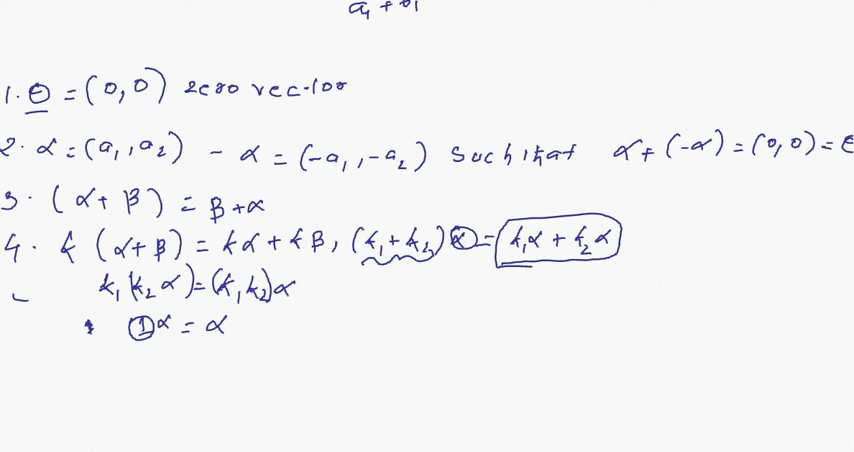 a₁ + b₁
1. θ = (0, 0) zero vector
2. α = (a₁, a₂) - α = (-a₁, -a₂) such that α + (-α) = (0, 0) = θ
3. (α + β) = β + α
4. k (α + β) = kα + kβ, (k₁ + k₂) α = k₁α + k₂α
k₁(k₂ α) = (k₁ k₂)α
1α = α